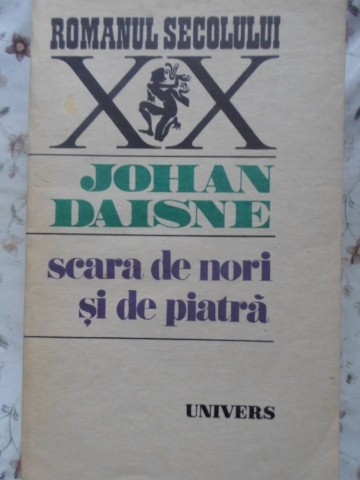 ROMANUL SECOLULUI
XX
JOHAN
DAISNE
scara de nori
și de piatră
UNIVERS